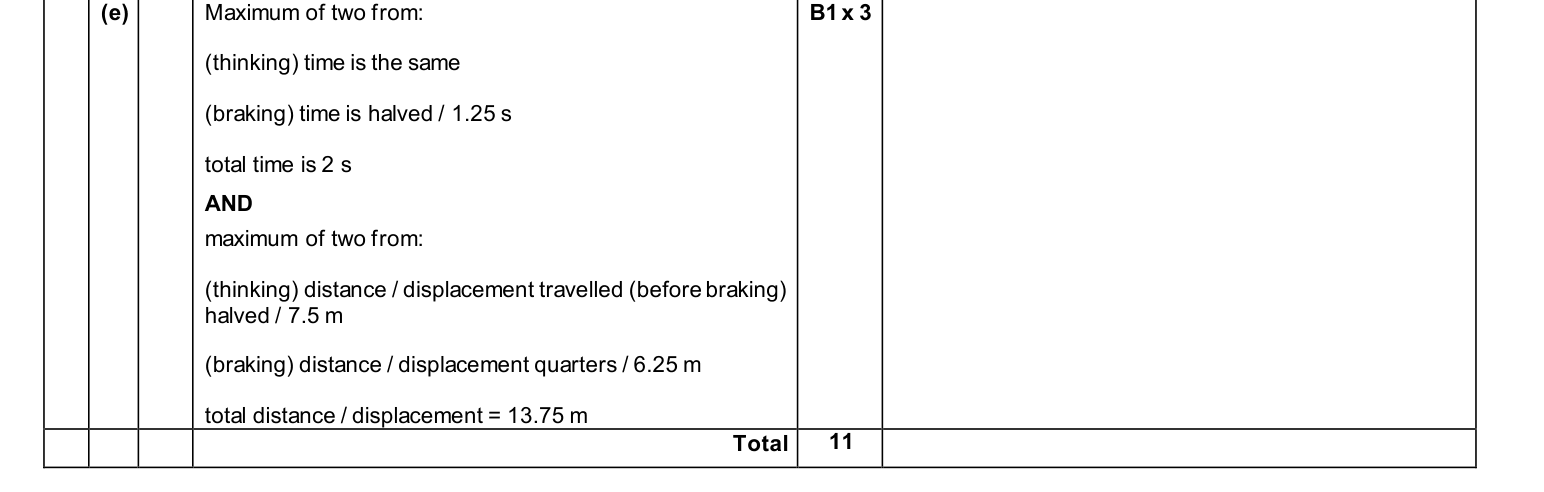 (e) Maximum of two from: B1 x 3
(thinking) time is the same
(braking) time is halved / 1.25 s
total time is 2 s
AND
maximum of two from:
(thinking) distance / displacement travelled (before braking)
halved / 7.5 m
(braking) distance / displacement quarters / 6.25 m
total distance / displacement = 13.75 m
Total 11